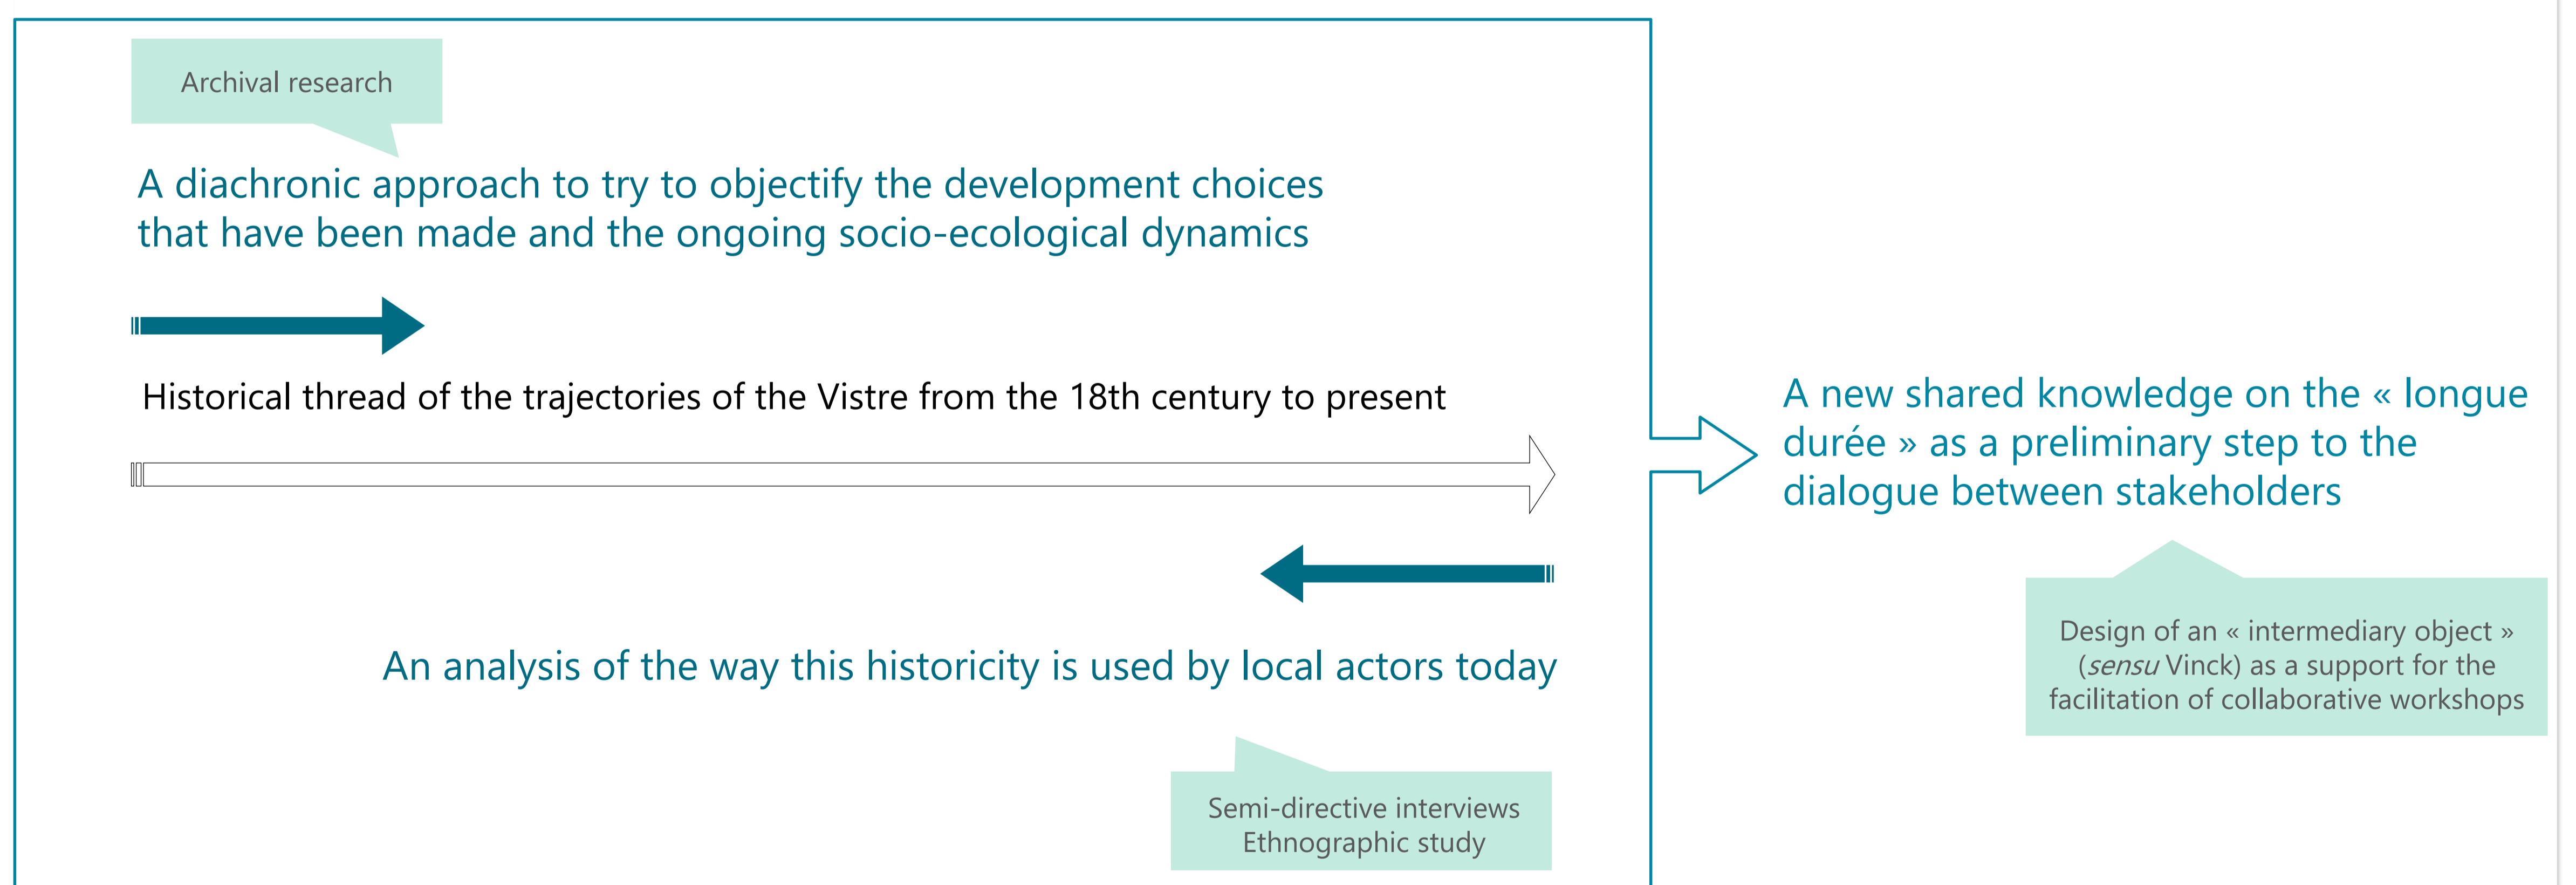 Archival research
A diachronic approach to try to objectify the development choices
that have been made and the ongoing socio-ecological dynamics
Historical thread of the trajectories of the Vistre from the 18th century to present
An analysis of the way this historicity is used by local actors today
Semi-directive interviews
Ethnographic study
A new shared knowledge on the « longue
durée » as a preliminary step to the
dialogue between stakeholders
Design of an « intermediary object »
(sensu Vinck) as a support for the
facilitation of collaborative workshops